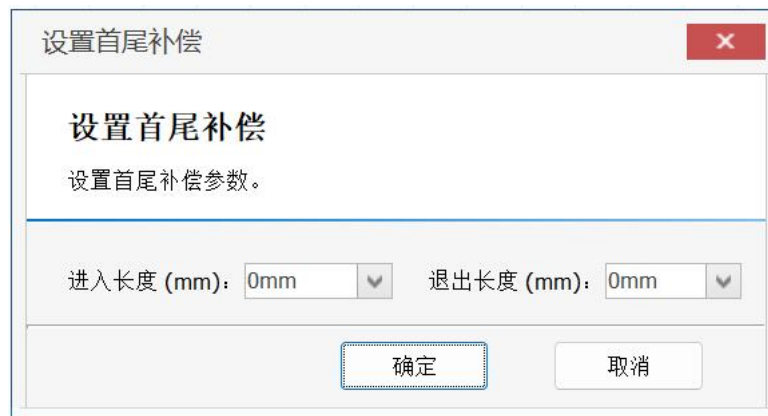 设置首尾补偿
设置首尾补偿
设置首尾补偿参数。
进入长度 (mm)：0mm 退出长度 (mm)：0mm
确定 取消